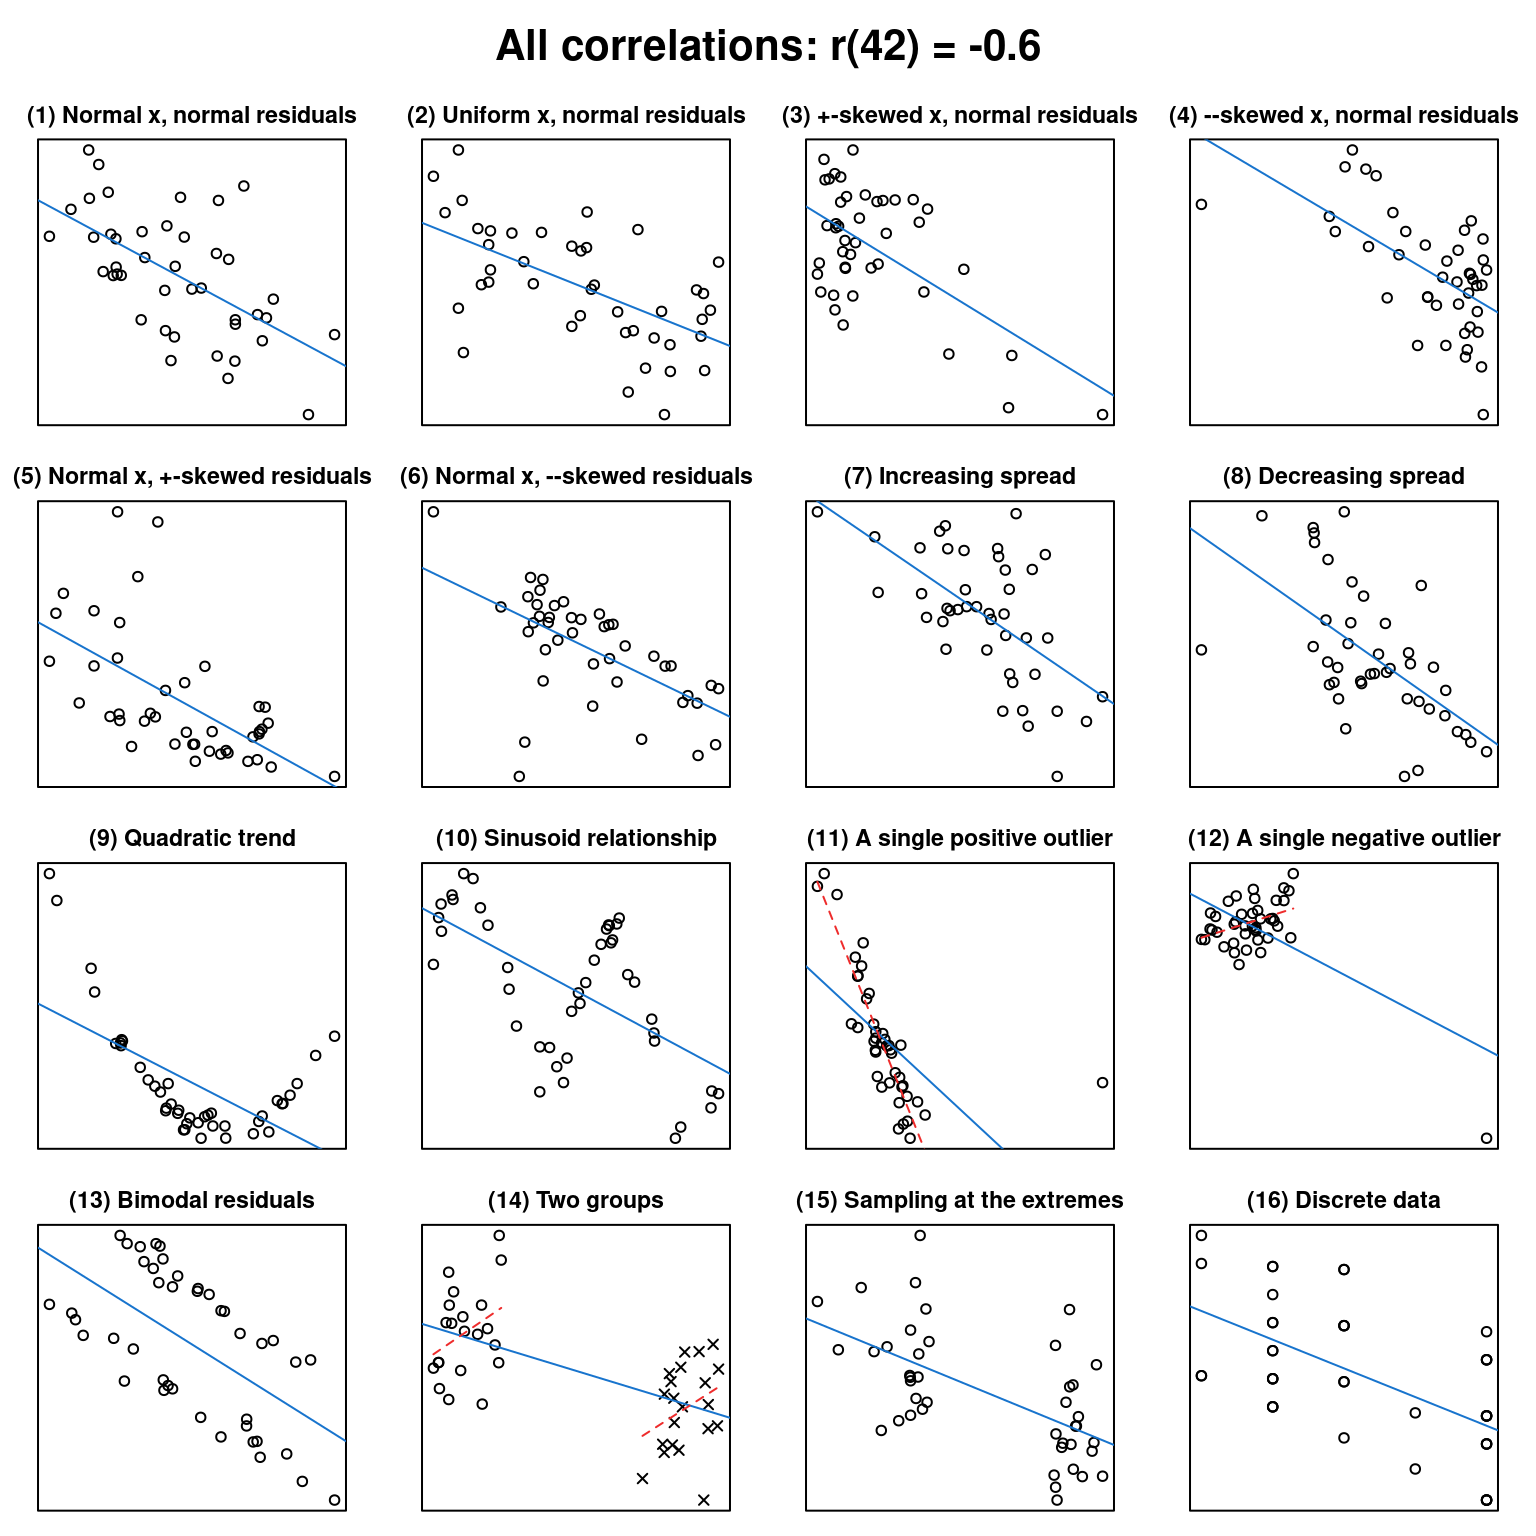 All correlations: r(42) = -0.6
(1) Normal x, normal residuals
(2) Uniform x, normal residuals
(3) +-skewed x, normal residuals
(4) --skewed x, normal residuals
(5) Normal x, +-skewed residuals
(6) Normal x, --skewed residuals
(7) Increasing spread
(8) Decreasing spread
(9) Quadratic trend
(10) Sinusoid relationship
(11) A single positive outlier
(12) A single negative outlier
(13) Bimodal residuals
(14) Two groups
(15) Sampling at the extremes
(16) Discrete data